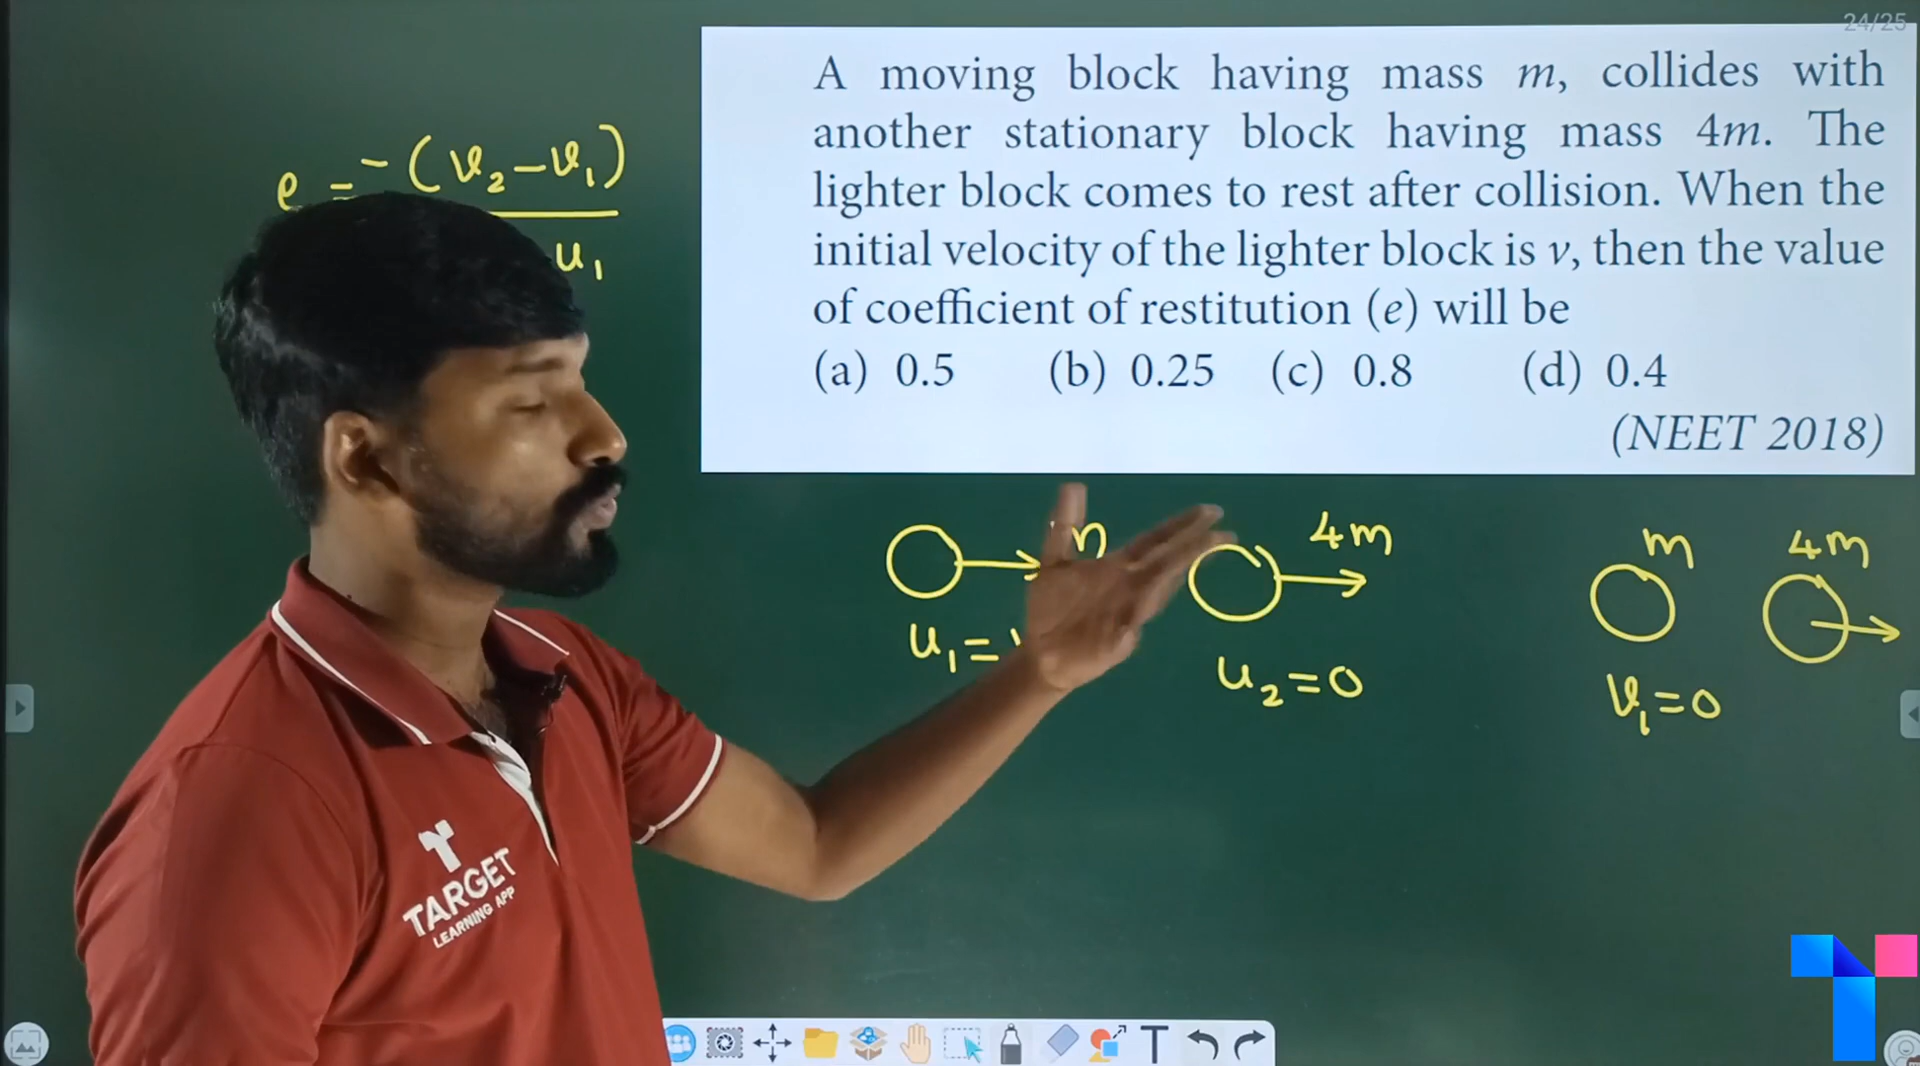 24/25
A moving block having mass m, collides with
another stationary block having mass 4m. The
lighter block comes to rest after collision. When the
initial velocity of the lighter block is v, then the value
of coefficient of restitution (e) will be
(a) 0.5 (b) 0.25 (c) 0.8 (d) 0.4
(NEET 2018)
e = -(v₂-v₁)
u₁
4m
m
4m
u₁=
u₂=0
v₁=0
TARGET
LEARNING APP
T